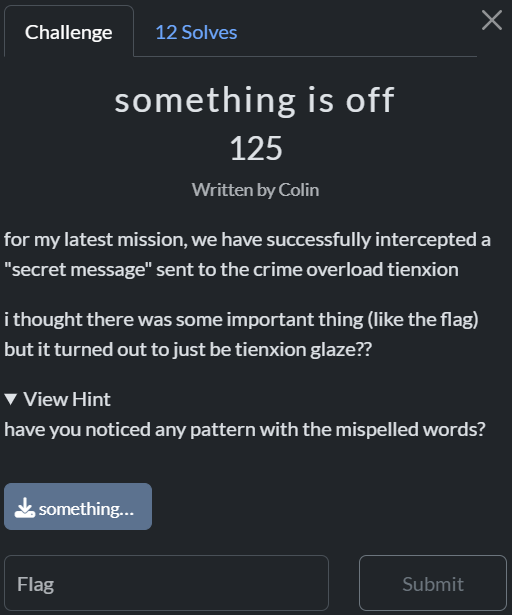 Challenge
12 Solves
something is off
125
Written by Colin
for my latest mission, we have successfully intercepted a
"secret message" sent to the crime overload tienxion
i thought there was some important thing (like the flag)
but it turned out to just be tienxion glaze??
▼ View Hint
have you noticed any pattern with the mispelled words?
something...
Flag
Submit